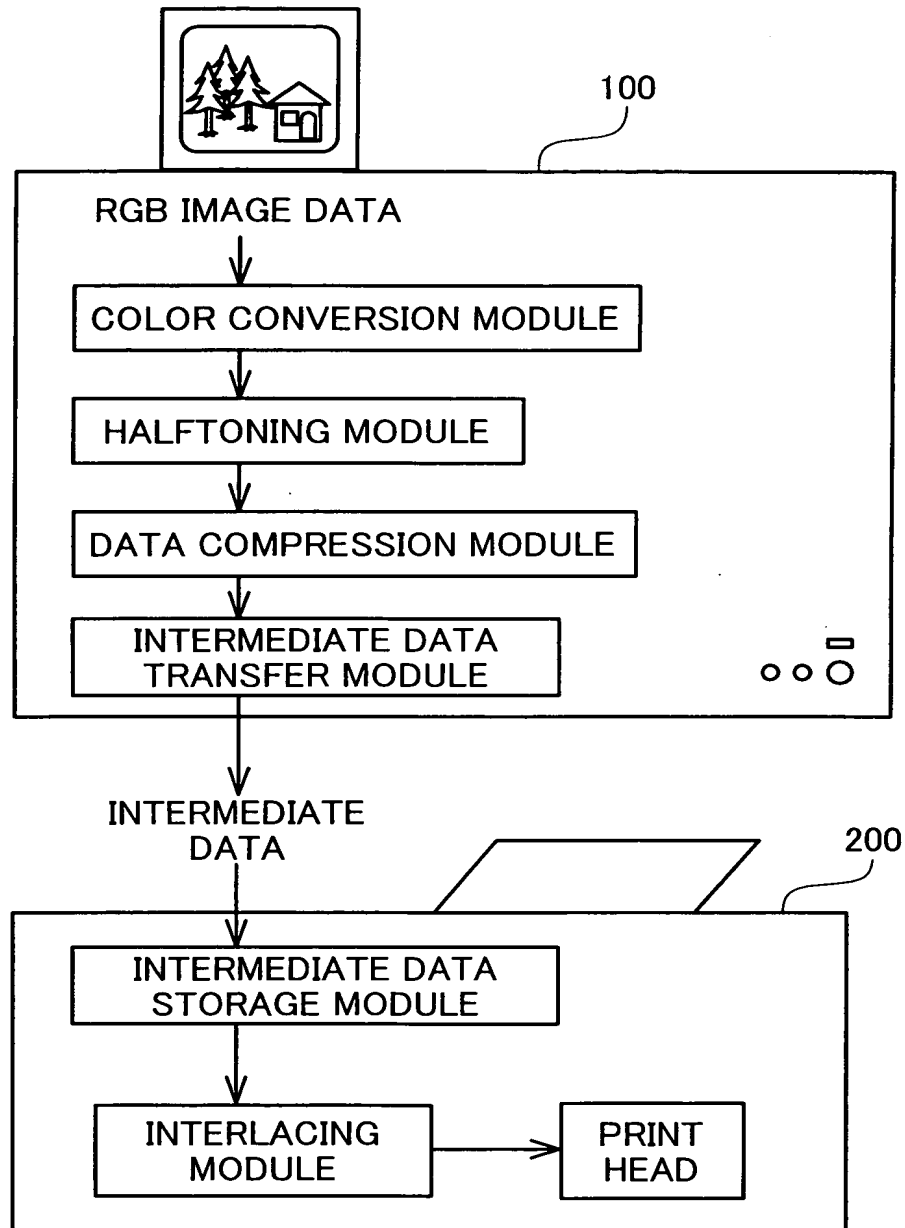 100
RGB IMAGE DATA
COLOR CONVERSION MODULE
HALFTONING MODULE
DATA COMPRESSION MODULE
INTERMEDIATE DATA
TRANSFER MODULE
INTERMEDIATE
DATA
200
INTERMEDIATE DATA
STORAGE MODULE
INTERLACING
MODULE
PRINT
HEAD